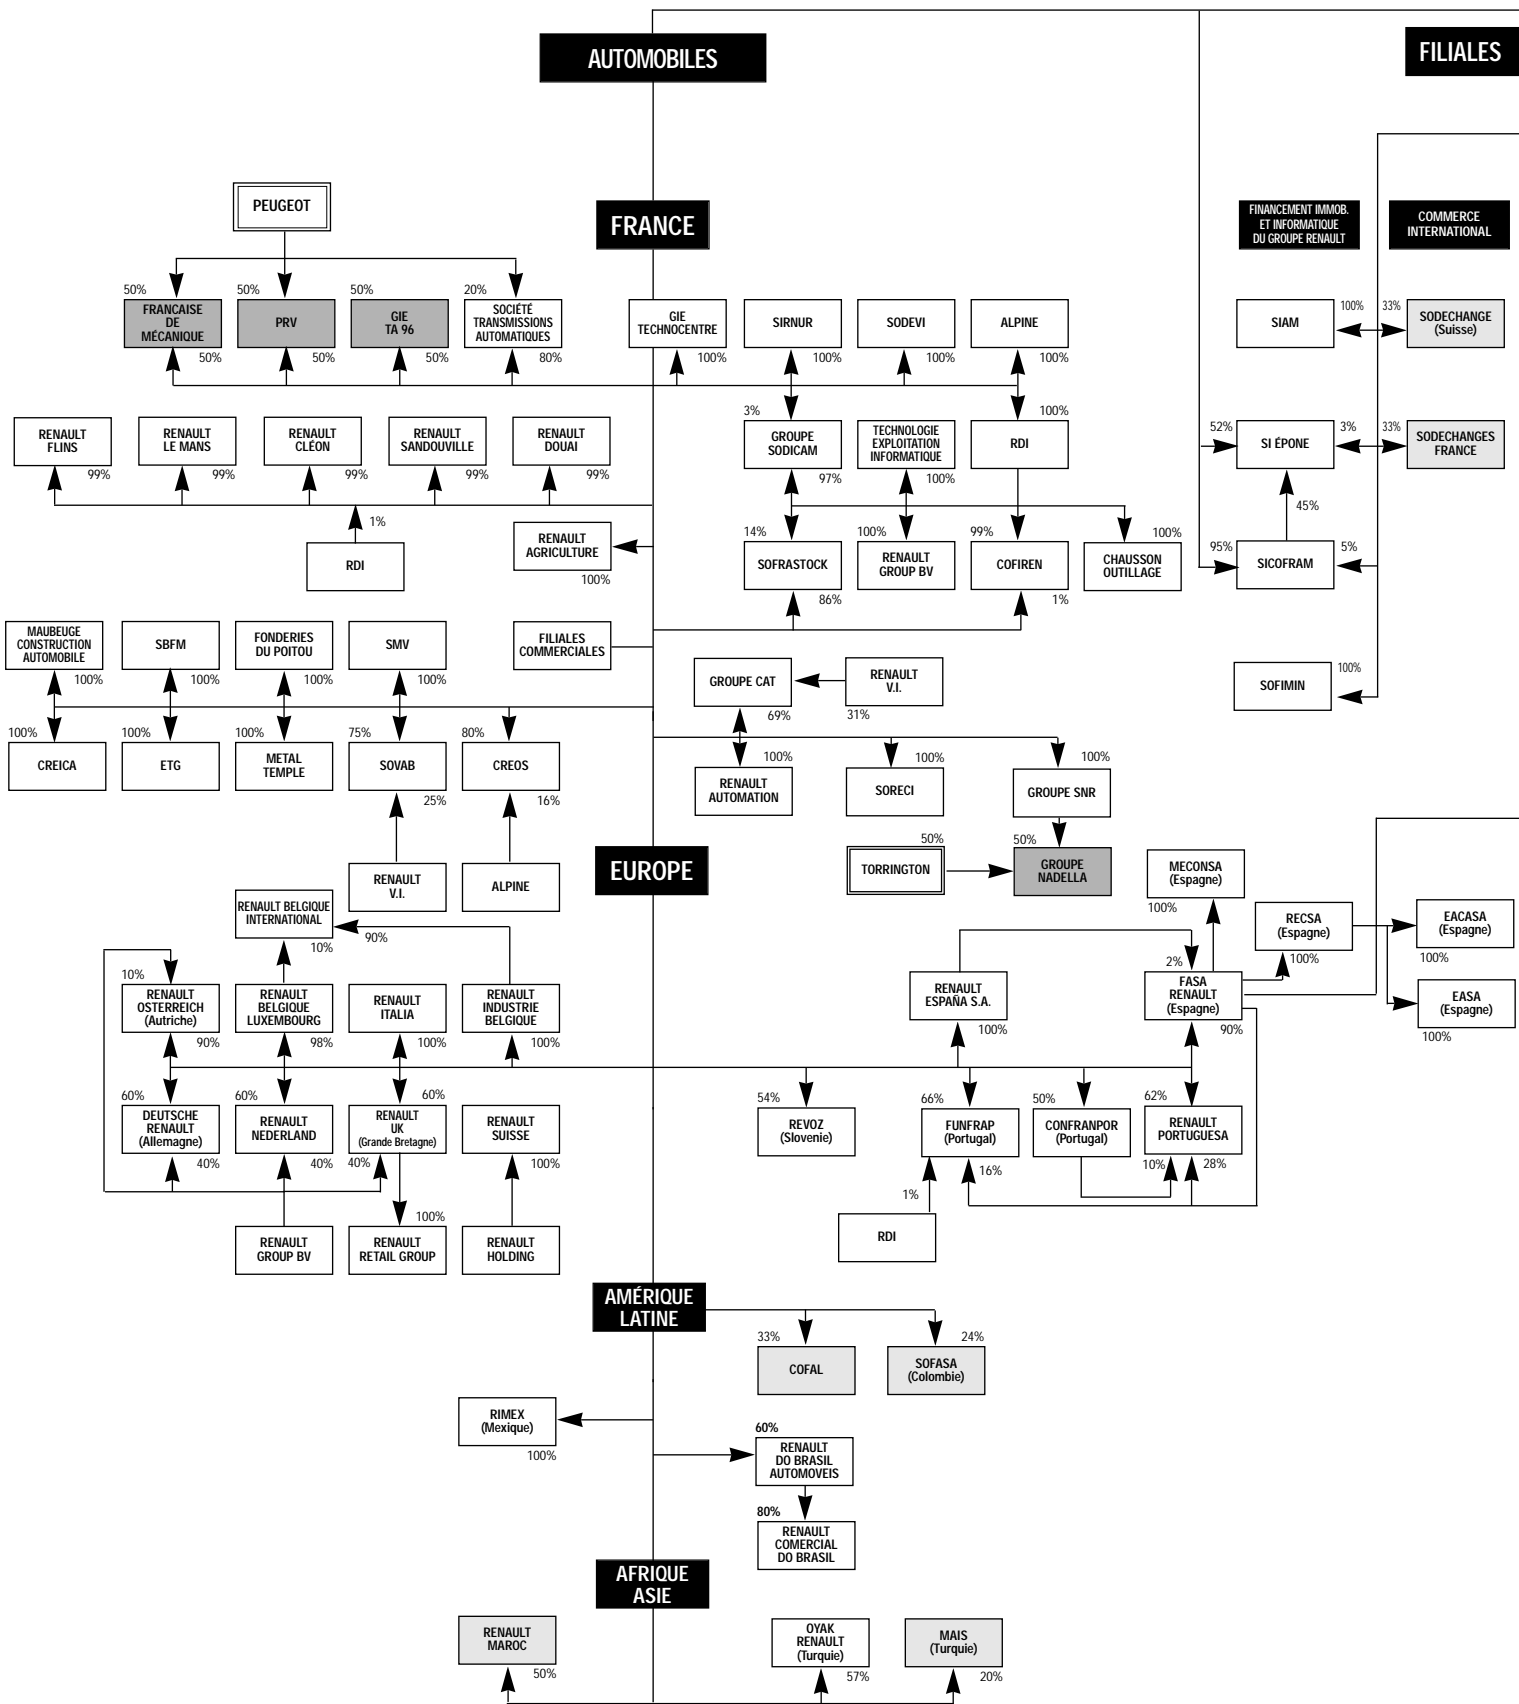 AUTOMOBILES
FILIALES
PEUGEOT
FRANCE
FINANCEMENT IMMOB.
ET INFORMATIQUE
DU GROUPE RENAULT
COMMERCE
INTERNATIONAL
50%
50%
50%
20%
FRANCAISE
DE
MÉCANIQUE
PRV
GIE
TA 96
SOCIÉTÉ
TRANSMISSIONS
AUTOMATIQUES
GIE
TECHNOCENTRE
SIRNUR
SODEVI
ALPINE
SIAM
100%
33%
SODECHANGE
(Suisse)
50%
50%
50%
80%
100%
100%
100%
100%
RENAULT
FLINS
RENAULT
LE MANS
RENAULT
CLÉON
RENAULT
SANDOUVILLE
RENAULT
DOUAI
3%
GROUPE
SODICAM
TECHNOLOGIE
EXPLOITATION
INFORMATIQUE
100%
RDI
52%
SI ÉPONE
3%
33%
SODECHANGES
FRANCE
99%
99%
99%
99%
99%
97%
100%
45%
1%
RDI
RENAULT
AGRICULTURE
100%
14%
SOFRASTOCK
100%
RENAULT
GROUP BV
99%
COFIREN
100%
CHAUSSON
OUTILLAGE
95%
SICOFRAM
5%
86%
1%
MAUBEUGE
CONSTRUCTION
AUTOMOBILE
SBFM
FONDERIES
DU POITOU
SMV
FILIALES
COMMERCIALES
100%
100%
100%
100%
GROUPE CAT
RENAULT
V.I.
69%
31%
SOFIMIN
100%
100%
CREICA
100%
ETG
100%
METAL
TEMPLE
75%
SOVAB
80%
CREOS
25%
16%
100%
RENAULT
AUTOMATION
100%
SORECI
100%
GROUPE SNR
EUROPE
RENAULT
V.I.
ALPINE
50%
TORRINGTON
50%
GROUPE
NADELLA
MECONSA
(Espagne)
100%
RENAULT BELGIQUE
INTERNATIONAL
10%
90%
RECSA
(Espagne)
100%
EACASA
(Espagne)
100%
10%
RENAULT
OSTERREICH
(Autriche)
RENAULT
BELGIQUE
LUXEMBOURG
RENAULT
ITALIA
RENAULT
INDUSTRIE
BELGIQUE
RENAULT
ESPAÑA S.A.
2%
FASA
RENAULT
(Espagne)
EASA
(Espagne)
90%
98%
100%
100%
100%
90%
100%
60%
DEUTSCHE
RENAULT
(Allemagne)
60%
RENAULT
NEDERLAND
60%
RENAULT
UK
(Grande Bretagne)
RENAULT
SUISSE
54%
REVOZ
(Slovenie)
66%
FUNFRAP
(Portugal)
50%
CONFRANPOR
(Portugal)
62%
RENAULT
PORTUGUESA
40%
40%
40%
100%
16%
10%
28%
1%
RDI
100%
RENAULT
GROUP BV
RENAULT
RETAIL GROUP
RENAULT
HOLDING
AMÉRIQUE
LATINE
33%
COFAL
24%
SOFASA
(Colombie)
RIMEX
(Mexique)
100%
60%
RENAULT
DO BRASIL
AUTOMOVEIS
80%
RENAULT
COMERCIAL
DO BRASIL
AFRIQUE
ASIE
RENAULT
MAROC
50%
OYAK
RENAULT
(Turquie)
57%
MAIS
(Turquie)
20%